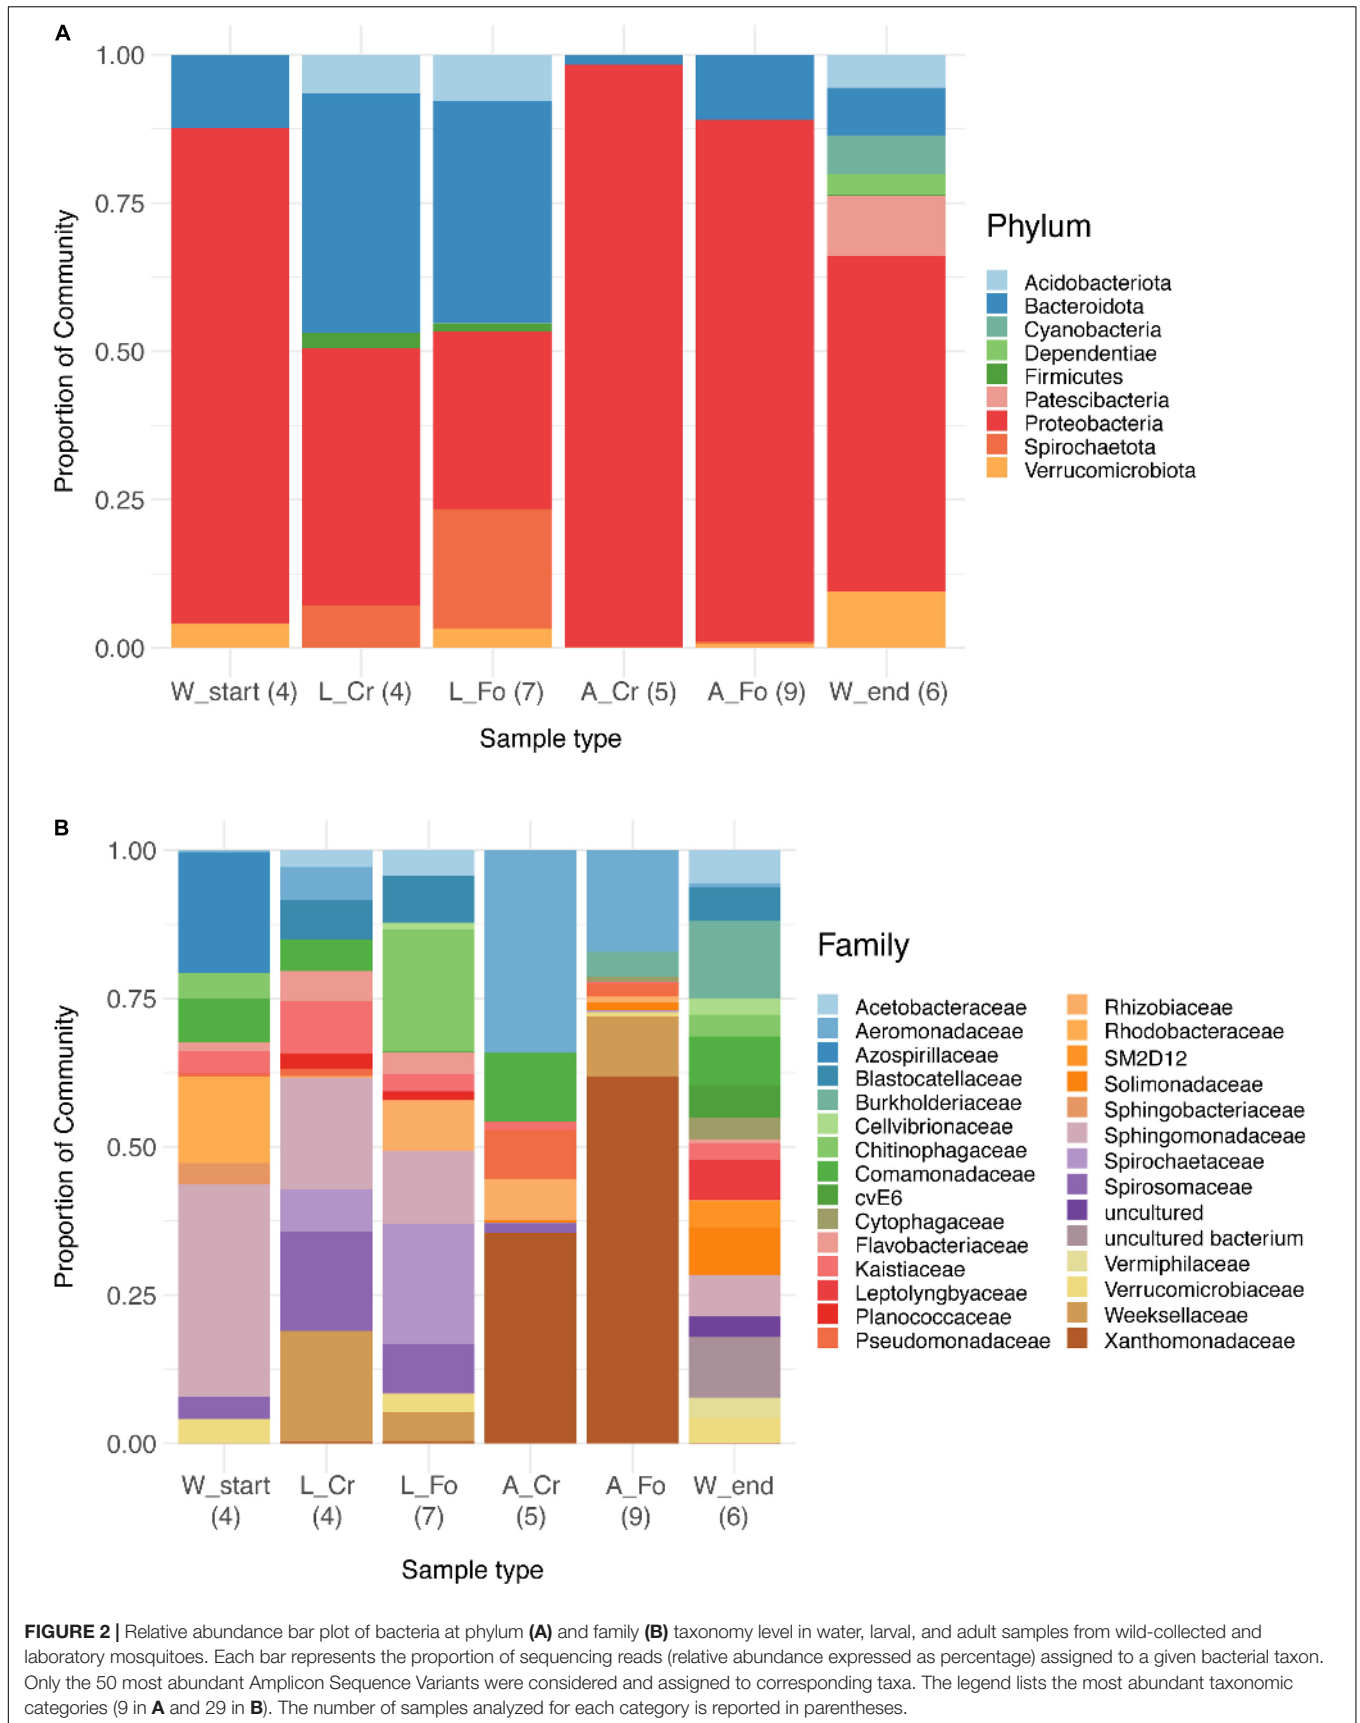 A
1.00
0.75
0.50
0.25
0.00
Proportion of Community
W_start (4)
L_Cr (4)
L_Fo (7)
A_Cr (5)
A_Fo (9)
W_end (6)
Sample type
Phylum
Acidobacteriota
Bacteroidota
Cyanobacteria
Dependentiae
Firmicutes
Patescibacteria
Proteobacteria
Spirochaetota
Verrucomicrobiota
B
1.00
0.75
0.50
0.25
0.00
Proportion of Community
W_start
(4)
L_Cr
(4)
L_Fo
(7)
A_Cr
(5)
A_Fo
(9)
W_end
(6)
Sample type
Family
Acetobacteraceae
Aeromonadaceae
Azospirillaceae
Blastocatellaceae
Burkholderiaceae
Cellvibrionaceae
Chitinophagaceae
Comamonadaceae
cvE6
Cytophagaceae
Flavobacteriaceae
Kaistiaceae
Leptolyngbyaceae
Planococcaceae
Pseudomonadaceae
Rhizobiaceae
Rhodobacteraceae
SM2D12
Solimonadaceae
Sphingobacteriaceae
Sphingomonadaceae
Spirochaetaceae
Spirosomaceae
uncultured
uncultured bacterium
Vermiphilaceae
Verrucomicrobiaceae
Weeksellaceae
Xanthomonadaceae
FIGURE 2 | Relative abundance bar plot of bacteria at phylum (A) and family (B) taxonomy level in water, larval, and adult samples from wild-collected and
laboratory mosquitoes. Each bar represents the proportion of sequencing reads (relative abundance expressed as percentage) assigned to a given bacterial taxon.
Only the 50 most abundant Amplicon Sequence Variants were considered and assigned to corresponding taxa. The legend lists the most abundant taxonomic
categories (9 in A and 29 in B). The number of samples analyzed for each category is reported in parentheses.